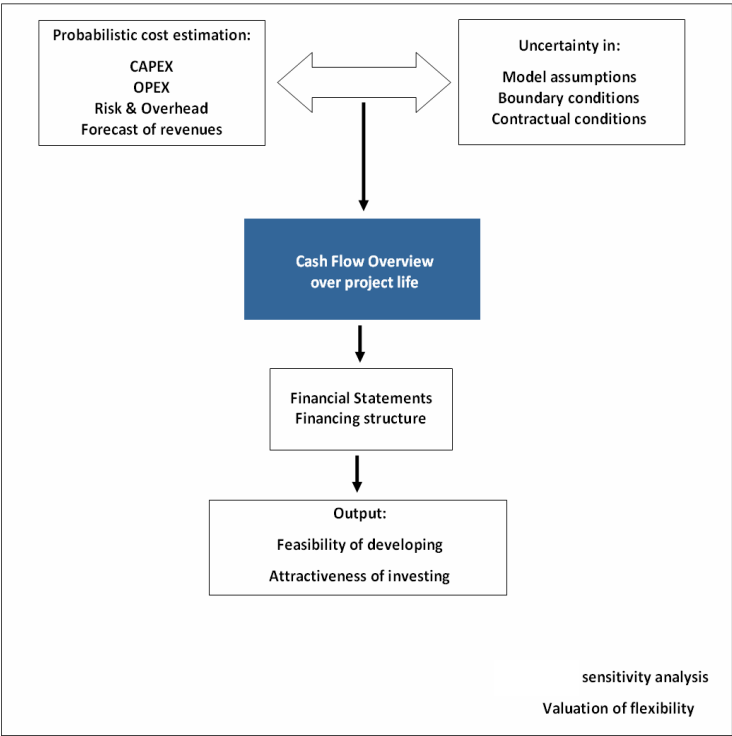 Probabilistic cost estimation:
CAPEX
OPEX
Risk & Overhead
Forecast of revenues
Uncertainty in:
Model assumptions
Boundary conditions
Contractual conditions
Cash Flow Overview
over project life
Financial Statements
Financing structure
Output:
Feasibility of developing
Attractiveness of investing
sensitivity analysis
Valuation of flexibility